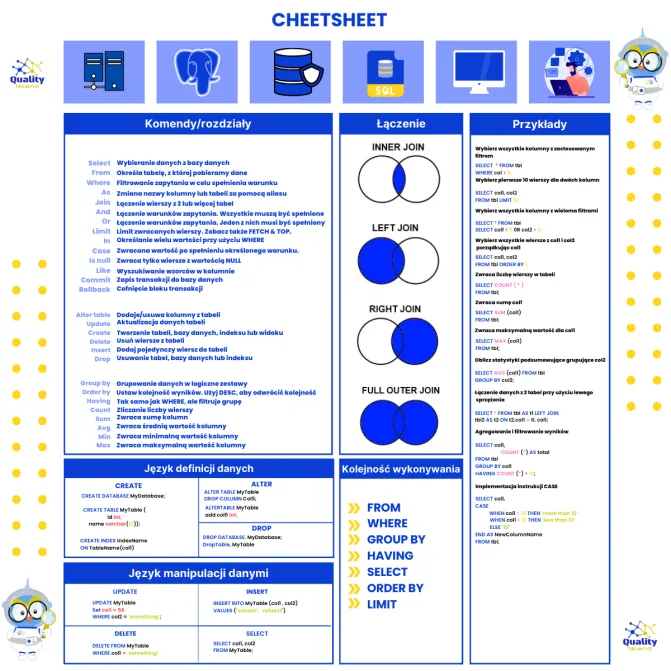 CHEETSHEET
Quality
island
SQL
Komendy/rozdziały
Select Wybieranie danych z bazy danych
From Określa tabelę, z której pobieramy dane
Where Filtrowanie zapytania w celu spełnienia warunku
As Zmiana nazwy kolumny lub tabeli za pomocą aliasu
Join Łączenie wierszy z 2 lub więcej tabel
And Łączenie warunków zapytania. Wszystkie muszą być spełnione
Or Łączenie warunków zapytania. Jeden z nich musi być spełniony
Limit Limit zwracanych wierszy. Zobacz także FETCH & TOP.
In Określanie wielu wartości przy użyciu WHERE
Case Zwracana wartość po spełnieniu określonego warunku.
Is null Zwraca tylko wiersze z wartością NULL
Like Wyszukiwanie wzorców w kolumnie
Commit Zapis transakcji do bazy danych
Rollback Cofnięcie bloku transakcji
Alter table Dodaje/usuwa kolumny z tabeli
Update Aktualizacja danych tabeli
Create Tworzenie tabeli, bazy danych, indeksu lub widoku
Delete Usuń wiersze z tabeli
Insert Dodaj pojedynczy wiersz do tabeli
Drop Usuwanie tabel, bazy danych lub indeksu
Group by Grupowanie danych w logiczne zestawy
Order by Ustaw kolejność wyników. Użyj DESC, aby odwrócić kolejność
Having Tak samo jak WHERE, ale filtruje grupę
Count Zliczanie liczby wierszy
Sum Zwraca sumę kolumn
Avg Zwraca średnią wartość kolumny
Min Zwraca minimalną wartość kolumny
Max Zwraca maksymalną wartość kolumny
Łączenie
INNER JOIN
LEFT JOIN
RIGHT JOIN
FULL OUTER JOIN
Przykłady
Wybierz wszystkie kolumny z zastosowanym
filtrem
SELECT * FROM tbl
WHERE col >
Wybierz pierwsze 10 wierszy dla dwóch kolumn
SELECT col1, col2
FROM tbl LIMIT
Wybierz wszystkie kolumny z wieloma filtrami
SELECT * FROM tbl
SELECT col1 OR col2 <
Wybierz wszystkie wiersze z col1 i col2
porządkując col1
SELECT col1, col2
FROM tbl ORDER BY
Zwraca liczbę wierszy w tabeli
SELECT COUNT ( * )
FROM tbl;
Zwraca sumę col1
SELECT SUM (col1)
FROM tbl;
Zwraca maksymalną wartość dla col1
SELECT MAX (col1)
FROM tbl;
Oblicz statystyki podsumowujące grupujące col2
SELECT AVG (col1) FROM tbl
GROUP BY col2;
Łączenie danych z 2 tabel przy użyciu lewego
sprzężenia
SELECT * FROM tbl AS t1 LEFT JOIN
tbl2 AS t2 ON t2.col1 = t1. col1;
Agregowanie i filtrowanie wyników
SELECT col1,
COUNT (*) AS total
FROM tbl
GROUP BY col1
HAVING COUNT (*) >
Implementacja instrukcji CASE
SELECT col1,
CASE
WHEN col1 > 10 THEN 'more than 10'
WHEN col1 < 10 THEN 'less than 10'
ELSE '10'
END AS NewColumnName
FROM tbl;
Język definicji danych
CREATE
CREATE DATABASE MyDatabase;
CREATE TABLE MyTable (
id int,
name varchar( ));
CREATE INDEX IndexName
ON TableName(col1)
ALTER
ALTER TABLE MyTable
DROP COLUMN Col5;
ALTERTABLE MyTable
add col5 int;
DROP
DROP DATABASE, MyDatabase;
DropTable, MyTable
Kolejność wykonywania
FROM
WHERE
GROUP BY
HAVING
SELECT
ORDER BY
LIMIT
Język manipulacji danymi
UPDATE
UPDATE MyTable
Set col1 = 56
WHERE col2 = 'something';
INSERT
INSERT INTO MyTable (col1 , col2)
VALUES ('value1', value2')
DELETE
DELETE FROM MyTable
WHERE col1 = 'something'
SELECT
SELECT col1, col2
FROM MyTable;
Quality
island